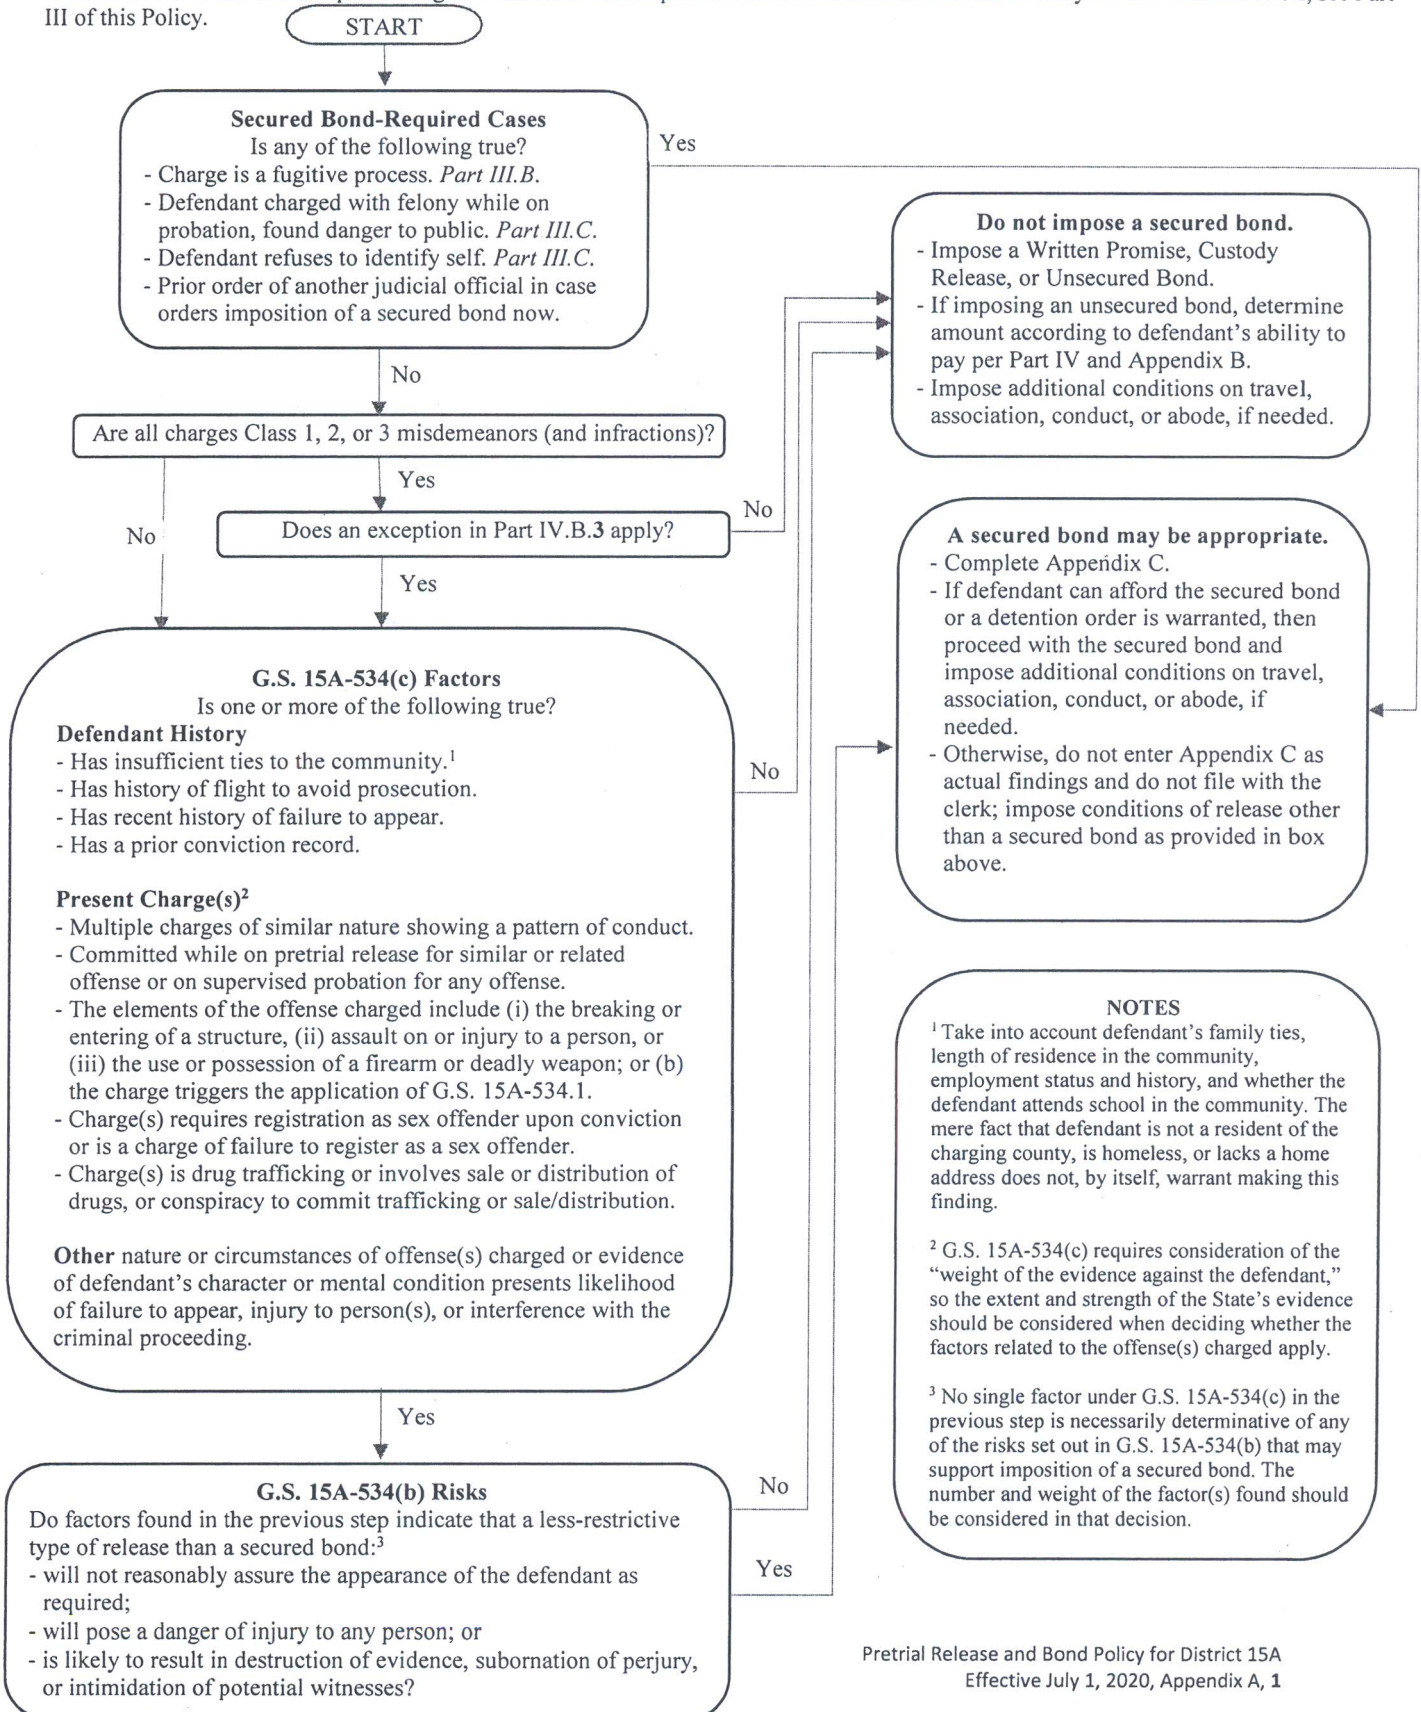 III of this Policy.
START
Secured Bond-Required Cases
Is any of the following true?
- Charge is a fugitive process. Part III.B.
- Defendant charged with felony while on
probation, found danger to public. Part III.C.
- Defendant refuses to identify self. Part III.C.
- Prior order of another judicial official in case
orders imposition of a secured bond now.
Yes
No
Are all charges Class 1, 2, or 3 misdemeanors (and infractions)?
Yes
No
Does an exception in Part IV.B.3 apply?
No
Yes
Do not impose a secured bond.
- Impose a Written Promise, Custody
Release, or Unsecured Bond.
- If imposing an unsecured bond, determine
amount according to defendant's ability to
pay per Part IV and Appendix B.
- Impose additional conditions on travel,
association, conduct, or abode, if needed.
A secured bond may be appropriate.
- Complete Appendix C.
- If defendant can afford the secured bond
or a detention order is warranted, then
proceed with the secured bond and
impose additional conditions on travel,
association, conduct, or abode, if
needed.
- Otherwise, do not enter Appendix C as
actual findings and do not file with the
clerk; impose conditions of release other
than a secured bond as provided in box
above.
G.S. 15A-534(c) Factors
Is one or more of the following true?
Defendant History
- Has insufficient ties to the community.¹
- Has history of flight to avoid prosecution.
- Has recent history of failure to appear.
- Has a prior conviction record.
Present Charge(s)²
- Multiple charges of similar nature showing a pattern of conduct.
- Committed while on pretrial release for similar or related
offense or on supervised probation for any offense.
- The elements of the offense charged include (i) the breaking or
entering of a structure, (ii) assault on or injury to a person, or
(iii) the use or possession of a firearm or deadly weapon; or (b)
the charge triggers the application of G.S. 15A-534.1.
- Charge(s) requires registration as sex offender upon conviction
or is a charge of failure to register as a sex offender.
- Charge(s) is drug trafficking or involves sale or distribution of
drugs, or conspiracy to commit trafficking or sale/distribution.
Other nature or circumstances of offense(s) charged or evidence
of defendant's character or mental condition presents likelihood
of failure to appear, injury to person(s), or interference with the
criminal proceeding.
No
Yes
G.S. 15A-534(b) Risks
Do factors found in the previous step indicate that a less-restrictive
type of release than a secured bond:³
- will not reasonably assure the appearance of the defendant as
required;
- will pose a danger of injury to any person; or
- is likely to result in destruction of evidence, subornation of perjury,
or intimidation of potential witnesses?
No
Yes
NOTES
¹ Take into account defendant's family ties,
length of residence in the community,
employment status and history, and whether the
defendant attends school in the community. The
mere fact that defendant is not a resident of the
charging county, is homeless, or lacks a home
address does not, by itself, warrant making this
finding.
² G.S. 15A-534(c) requires consideration of the
"weight of the evidence against the defendant,"
so the extent and strength of the State's evidence
should be considered when deciding whether the
factors related to the offense(s) charged apply.
³ No single factor under G.S. 15A-534(c) in the
previous step is necessarily determinative of any
of the risks set out in G.S. 15A-534(b) that may
support imposition of a secured bond. The
number and weight of the factor(s) found should
be considered in that decision.
Pretrial Release and Bond Policy for District 15A
Effective July 1, 2020, Appendix A, 1